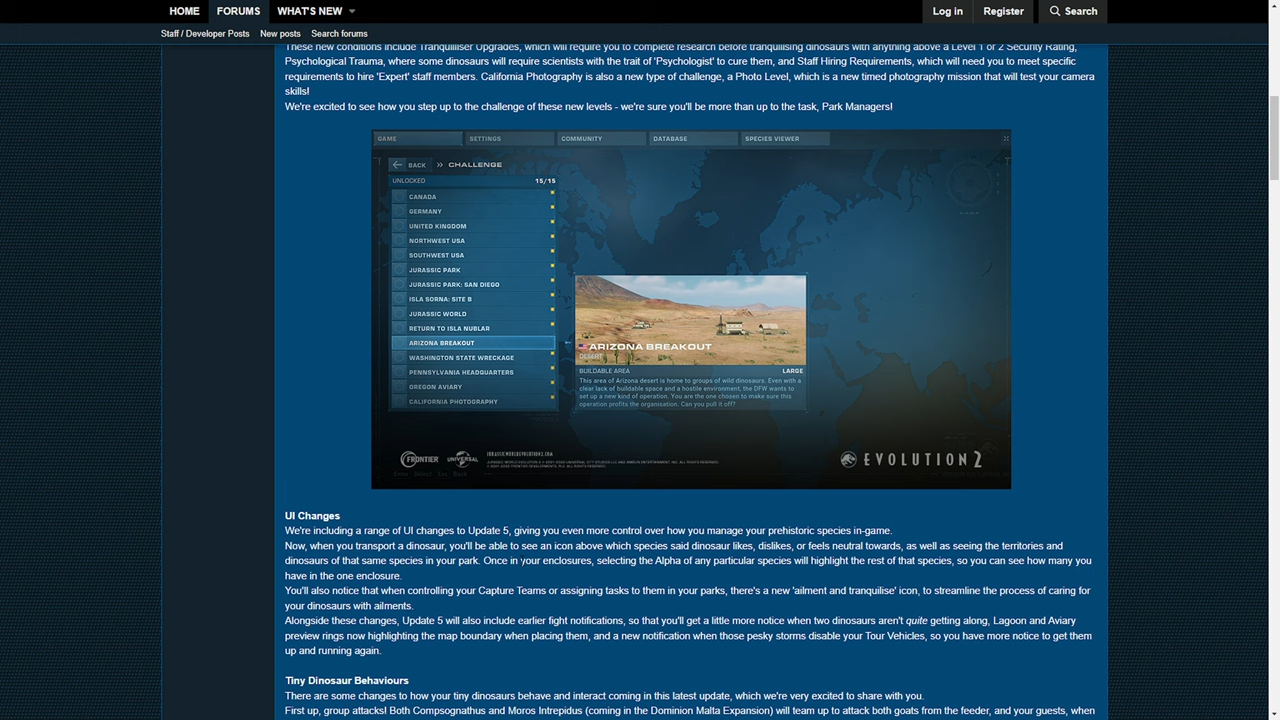 HOME FORUMS WHAT'S NEW Log in Register Search
Staff / Developer Posts New posts Search forums
These new conditions include Tranquiliser Upgrades, which will require you to complete research before tranquilising dinosaurs with anything above a Level 1 or 2 Security Rating,
Psychological Trauma, where some dinosaurs will require scientists with the trait of 'Psychologist' to cure them, and Staff Hiring Requirements, which will need you to meet specific
requirements to hire 'Expert' staff members. California Photography is also a new type of challenge, a Photo Level, which is a new timed photography mission that will test your camera
skills!
We're excited to see how you step up to the challenge of these new levels - we're sure you'll be more than up to the task, Park Managers!
GAME SETTINGS COMMUNITY DATABASE SPECIES VIEWER
BACK >> CHALLENGE
UNLOCKED 15/15
CANADA
GERMANY
UNITED KINGDOM
NORTHWEST USA
SOUTHWEST USA
JURASSIC PARK
JURASSIC PARK: SAN DIEGO
ISLA SORNA: SITE B
JURASSIC WORLD
RETURN TO ISLA NUBLAR
ARIZONA BREAKOUT
WASHINGTON STATE WRECKAGE
PENNSYLVANIA HEADQUARTERS
OREGON AVIARY
CALIFORNIA PHOTOGRAPHY
ARIZONA BREAKOUT
DESERT
BUILDABLE AREA LARGE
This area of Arizona desert is home to groups of wild dinosaurs. Even with a
clear lack of buildable space and a hostile environment, the DFW wants to
set up a new kind of operation. You are the one chosen to make sure this
operation profits the organisation. Can you pull it off?
FRONTIER UNIVERSAL JURASSICWORLDEVOLUTION2.COM
EVOLUTION 2
UI Changes
We're including a range of UI changes to Update 5, giving you even more control over how you manage your prehistoric species in-game.
Now, when you transport a dinosaur, you'll be able to see an icon above which species said dinosaur likes, dislikes, or feels neutral towards, as well as seeing the territories and
dinosaurs of that same species in your park. Once in your enclosures, selecting the Alpha of any particular species will highlight the rest of that species, so you can see how many you
have in the one enclosure.
You'll also notice that when controlling your Capture Teams or assigning tasks to them in your parks, there's a new 'ailment and tranquilise' icon, to streamline the process of caring for
your dinosaurs with ailments.
Alongside these changes, Update 5 will also include earlier fight notifications, so that you'll get a little more notice when two dinosaurs aren't quite getting along, Lagoon and Aviary
preview rings now highlighting the map boundary when placing them, and a new notification when those pesky storms disable your Tour Vehicles, so you have more notice to get them
up and running again.
Tiny Dinosaur Behaviours
There are some changes to how your tiny dinosaurs behave and interact coming in this latest update, which we're very excited to share with you.
First up, group attacks! Both Compsognathus and Moros Intrepidus (coming in the Dominion Malta Expansion) will team up to attack both goats from the feeder, and your guests, when